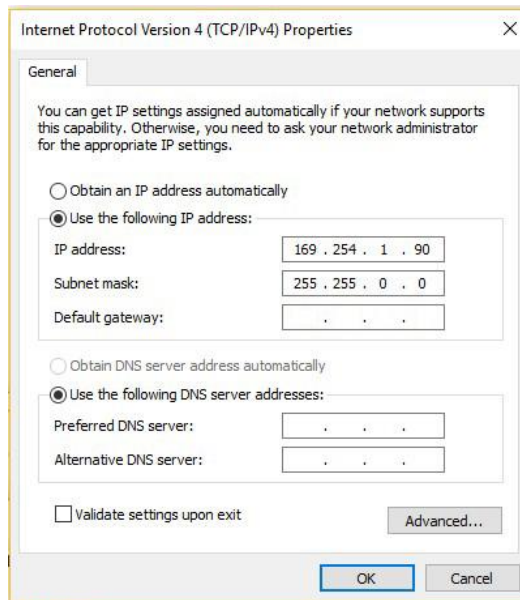 Internet Protocol Version 4 (TCP/IPv4) Properties
General
You can get IP settings assigned automatically if your network supports
this capability. Otherwise, you need to ask your network administrator
for the appropriate IP settings.
Obtain an IP address automatically
Use the following IP address:
IP address: 169 . 254 . 1 . 90
Subnet mask: 255 . 255 . 0 . 0
Default gateway: . . .
Obtain DNS server address automatically
Use the following DNS server addresses:
Preferred DNS server: . . .
Alternative DNS server: . . .
Validate settings upon exit
Advanced...
OK Cancel